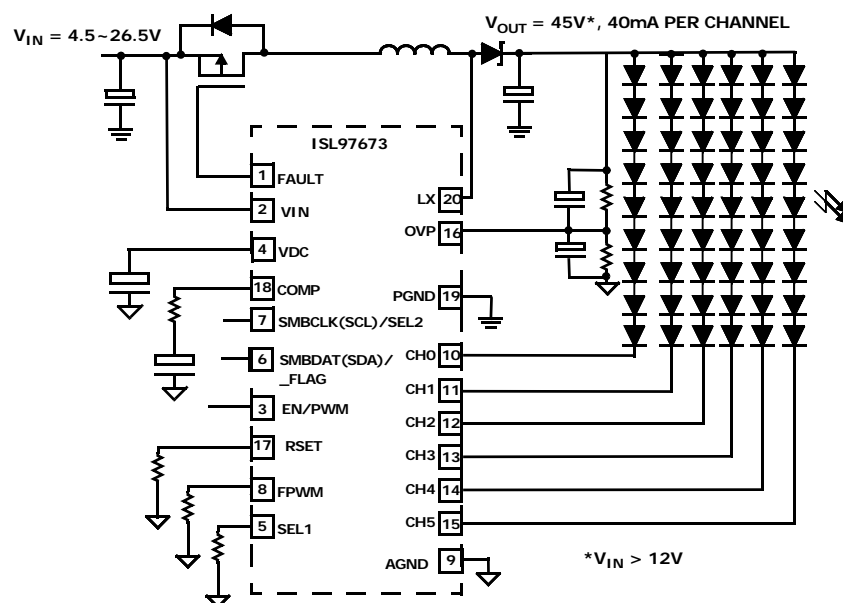 V_IN = 4.5~26.5V
V_OUT = 45V*, 40mA PER CHANNEL
ISL97673
1 FAULT
2 VIN
4 VDC
18 COMP
7 SMBCLK(SCL)/SEL2
6 SMBDAT(SDA)/
_FLAG
3 EN/PWM
17 RSET
8 FPWM
5 SEL1
LX 20
OVP 16
PGND 19
CH0 10
CH1 11
CH2 12
CH3 13
CH4 14
CH5 15
AGND 9
*V_IN > 12V